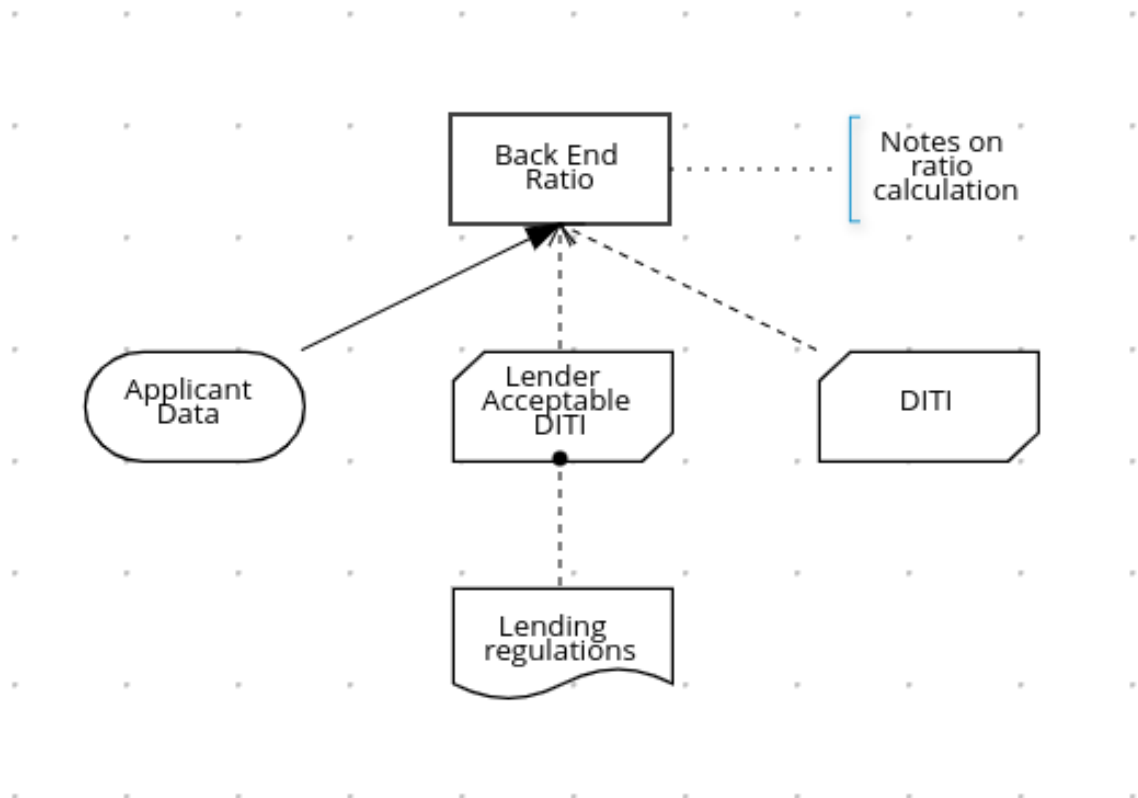 Back End
Ratio
Notes on
ratio
calculation
Applicant
Data
Lender
Acceptable
DITI
DITI
Lending
regulations